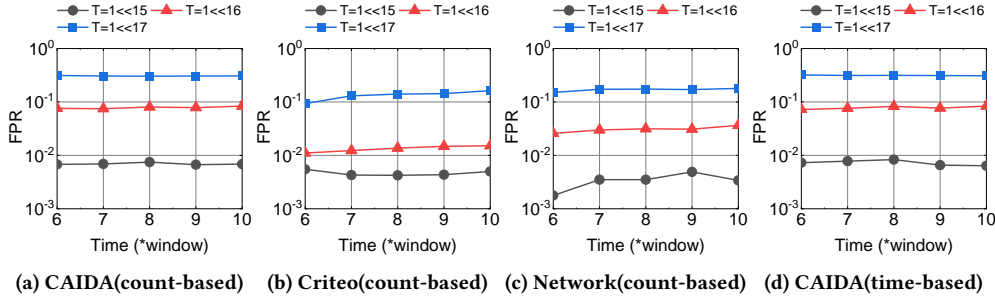 T=1<<15 T=1<<16
T=1<<17
FPR
10^0
10^-1
10^-2
10^-3
6 7 8 9 10
Time (*window)
(a) CAIDA(count-based)
T=1<<15 T=1<<16
T=1<<17
FPR
10^0
10^-1
10^-2
10^-3
6 7 8 9 10
Time (*window)
(b) Criteo(count-based)
T=1<<15 T=1<<16
T=1<<17
FPR
10^0
10^-1
10^-2
10^-3
6 7 8 9 10
Time (*window)
(c) Network(count-based)
T=1<<15 T=1<<16
T=1<<17
FPR
10^0
10^-1
10^-2
10^-3
6 7 8 9 10
Time (*window)
(d) CAIDA(time-based)